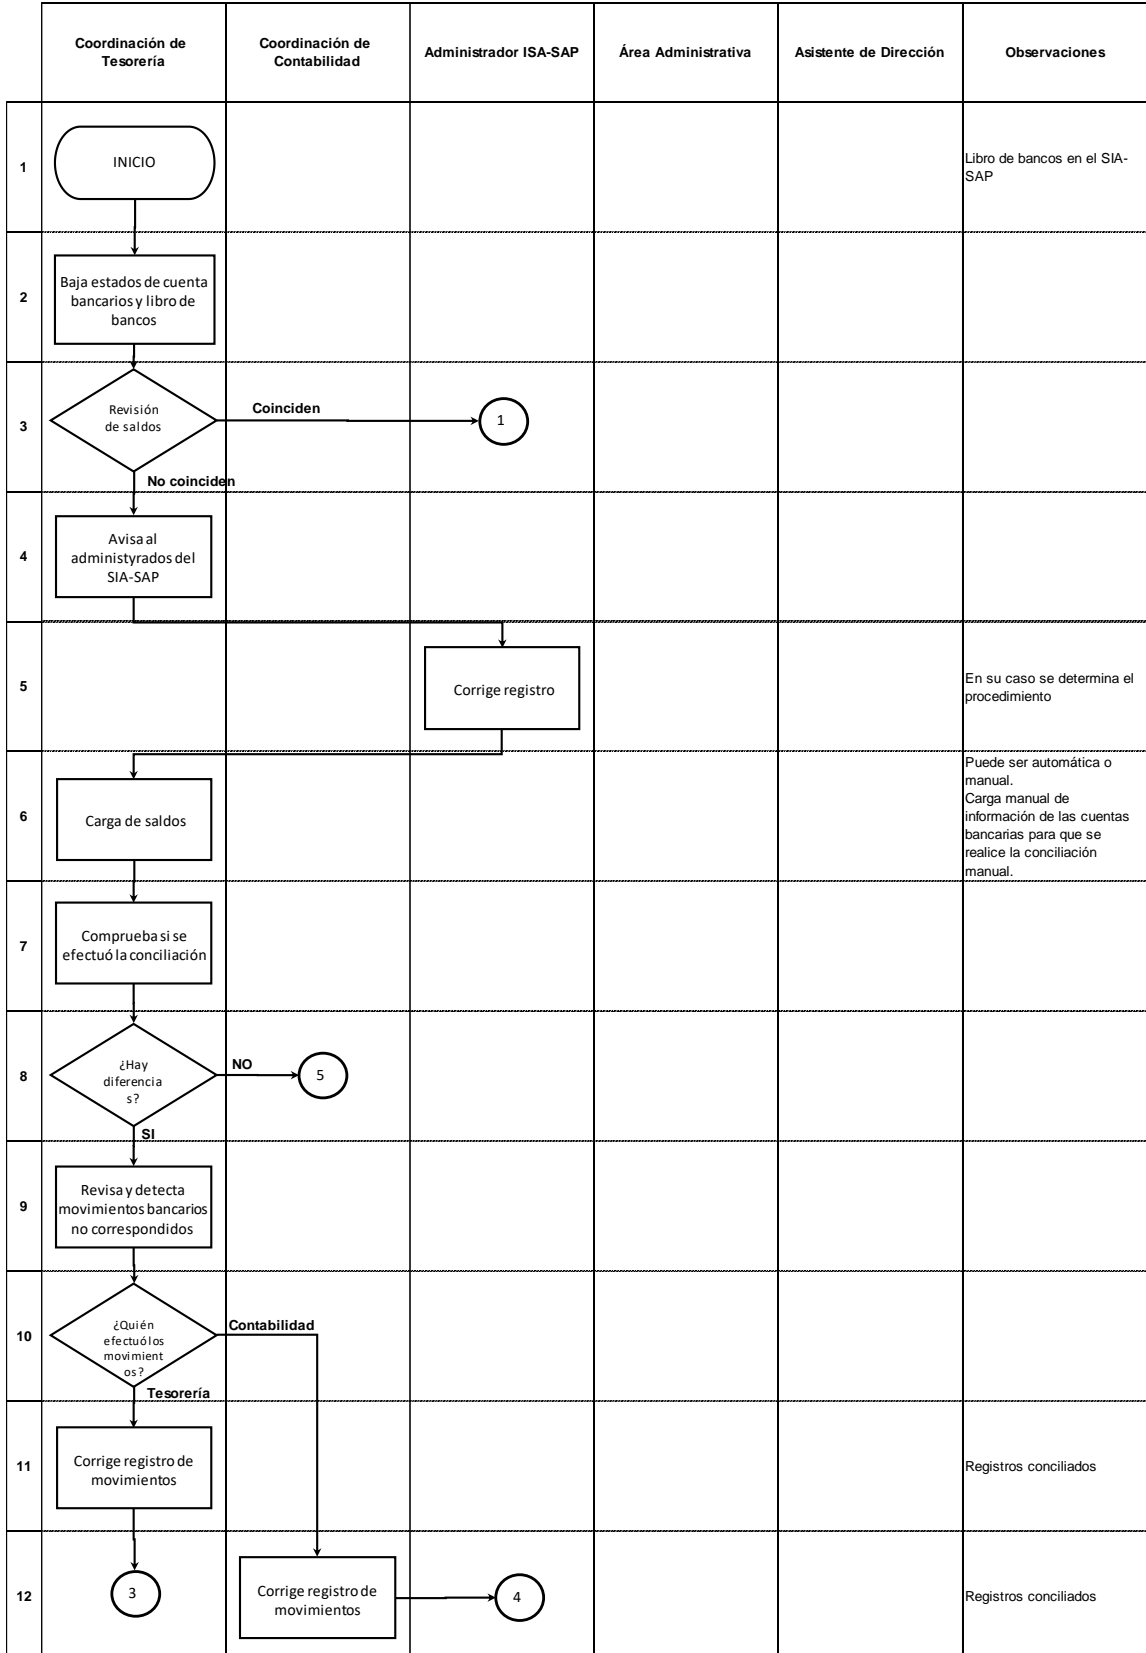 Coordinación de
Tesorería
Coordinación de
Contabilidad
Administrador ISA-SAP
Área Administrativa
Asistente de Dirección
Observaciones
1
INICIO
Libro de bancos en el SIA-
SAP
2
Baja estados de cuenta
bancarios y libro de
bancos
3
Revisión
de saldos
Coinciden
1
No coinciden
4
Avisa al
administyrados del
SIA-SAP
5
Corrige registro
En su caso se determina el
procedimiento
6
Carga de saldos
Puede ser automática o
manual.
Carga manual de
información de las cuentas
bancarias para que se
realice la conciliación
manual.
7
Comprueba si se
efectuó la conciliación
8
¿Hay
diferencia
s?
NO
5
SI
9
Revisa y detecta
movimientos bancarios
no correspondidos
10
¿Quién
efectuó los
movimient
os?
Contabilidad
Tesorería
11
Corrige registro de
movimientos
Registros conciliados
12
3
Corrige registro de
movimientos
4
Registros conciliados